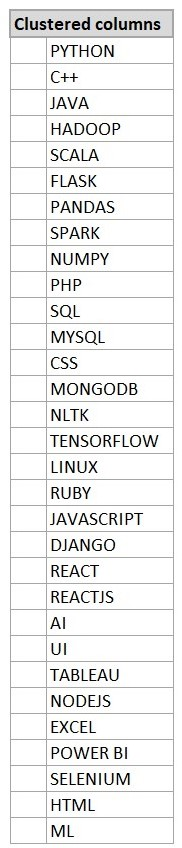 Clustered columns
PYTHON
C++
JAVA
HADOOP
SCALA
FLASK
PANDAS
SPARK
NUMPY
PHP
SQL
MYSQL
CSS
MONGODB
NLTK
TENSORFLOW
LINUX
RUBY
JAVASCRIPT
DJANGO
REACT
REACTJS
AI
UI
TABLEAU
NODEJS
EXCEL
POWER BI
SELENIUM
HTML
ML